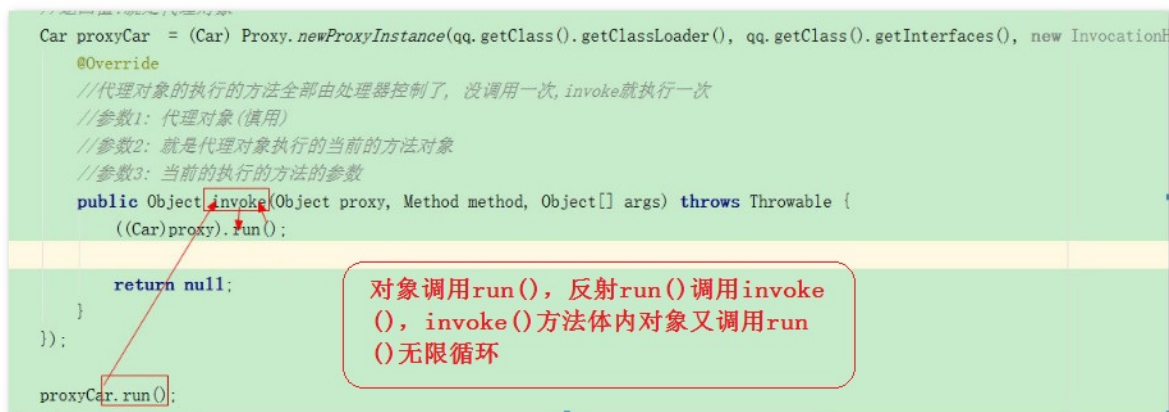 //返回值:就是代理对象
Car proxyCar  = (Car) Proxy.newProxyInstance(qq.getClass().getClassLoader(), qq.getClass().getInterfaces(), new InvocationH
@Override
//代理对象的执行的方法全部由处理器控制了, 没调用一次,invoke就执行一次
//参数1: 代理对象(慎用)
//参数2: 就是代理对象执行的当前的方法对象
//参数3: 当前的执行的方法的参数
public Object invoke(Object proxy, Method method, Object[] args) throws Throwable {
((Car)proxy).run();
return null;
对象调用run(), 反射run()调用invoke
(), invoke()方法体内对象又调用run
()无限循环
}
});
proxyCar.run();